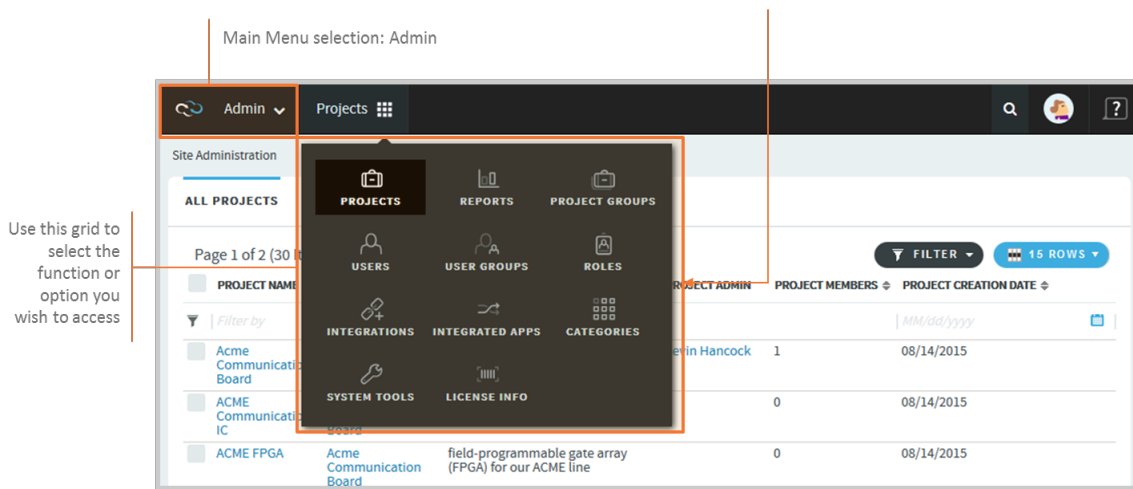 Main Menu selection: Admin
Admin
Projects
?
Site Administration
PROJECTS
REPORTS
PROJECT GROUPS
ALL PROJECTS
Use this grid to
select the
function or
option you
wish to access
USERS
USER GROUPS
ROLES
Page 1 of 2 (30
FILTER
15 ROWS
PROJECT NAME
PROJECT ADMIN
PROJECT MEMBERS
PROJECT CREATION DATE
INTEGRATIONS
INTEGRATED APPS
CATEGORIES
Filter by
MM/dd/yyyy
Acme
Communication
Board
Kevin Hancock
1
08/14/2015
SYSTEM TOOLS
LICENSE INFO
ACME
Communication
IC
Board
0
08/14/2015
ACME FPGA
Acme
Communication
Board
field-programmable gate array
(FPGA) for our ACME line
0
08/14/2015